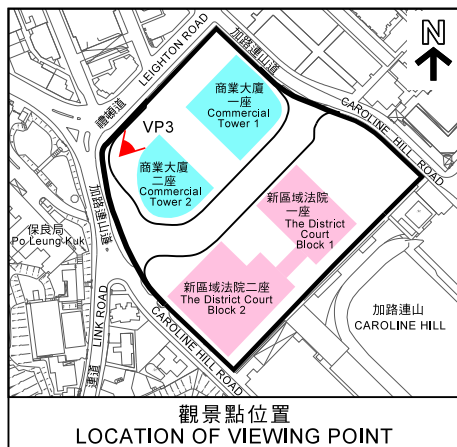 N
LEIGHTON ROAD
禮頓道
加路連山道
CAROLINE HILL ROAD
商業大廈
一座
Commercial
Tower 1
VP3
商業大廈
二座
Commercial
Tower 2
加路連山道
保良局
Po Leung Kuk
新區域法院
一座
The District
Court
Block 1
新區域法院二座
The District Court
Block 2
加路連山
CAROLINE HILL
LINK ROAD
連道
CAROLINE HILL ROAD
觀景點位置
LOCATION OF VIEWING POINT